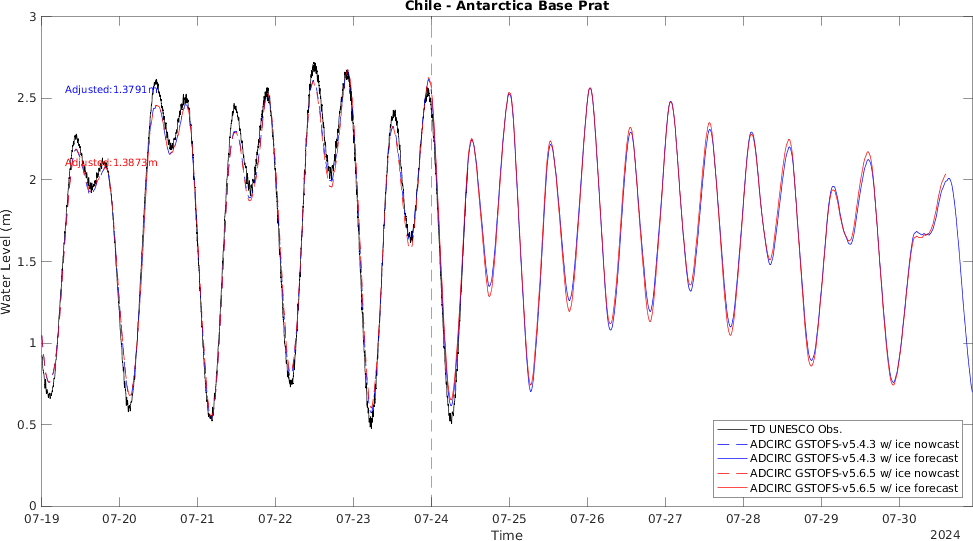 Chile - Antarctica Base Prat
3
2.5
2
1.5
1
0.5
0
Water Level (m)
Adjusted:1.3791m
Adjusted:1.3873m
TD UNESCO Obs.
ADCIRC GSTOFS-v5.4.3 w/ ice nowcast
ADCIRC GSTOFS-v5.4.3 w/ ice forecast
ADCIRC GSTOFS-v5.6.5 w/ ice nowcast
ADCIRC GSTOFS-v5.6.5 w/ ice forecast
07-19 07-20 07-21 07-22 07-23 07-24 07-25 07-26 07-27 07-28 07-29 07-30
Time
2024